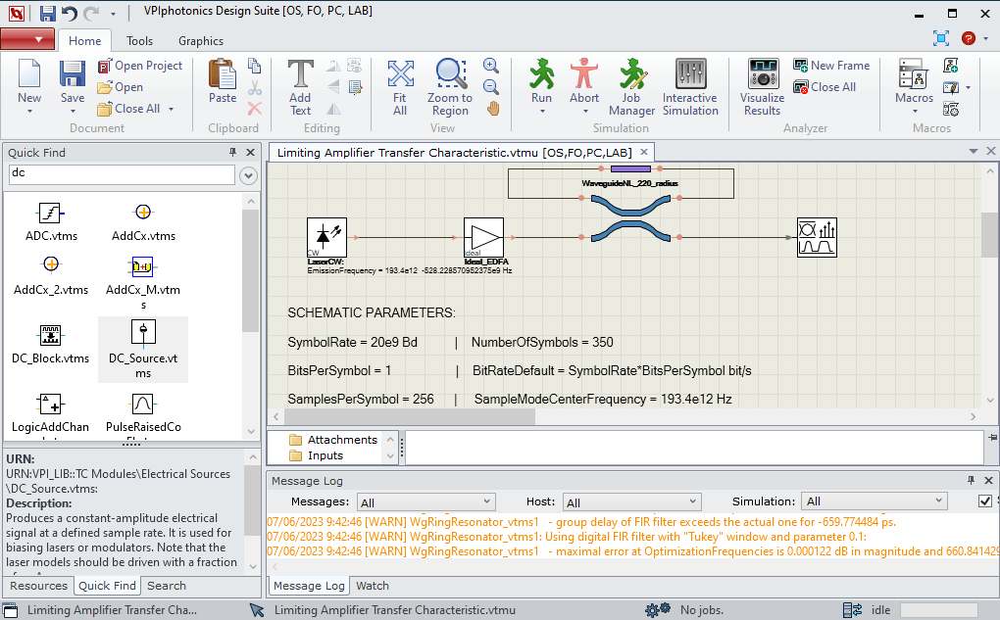 VPIphotonics Design Suite [OS, FO, PC, LAB]
Home Tools Graphics
New
Save
Open Project
Open
Close All
Document
Paste
Clipboard
Add
Text
Editing
Fit
All
Zoom to
Region
View
Run
Abort
Job
Manager
Interactive
Simulation
Simulation
Visualize
Results
New Frame
Close All
Analyzer
Macros
Macros
Quick Find
dc
ADC.vtms
AddCx.vtms
AddCx_2.vtms
AddCx_M.vtm
s
DC_Block.vtms
DC_Source.vt
ms
LogicAddChan
PulseRaisedCo
URN:
URN:VPI_LIB::TC Modules\Electrical Sources
\DC_Source.vtms:
Description:
Produces a constant-amplitude electrical
signal at a defined sample rate. It is used for
biasing lasers or modulators. Note that the
laser models should be driven with a fraction
Resources Quick Find Search
Limiting Amplifier Transfer Characteristic.vtmu [OS,FO,PC,LAB]
WaveguideNL_220_radius
CW
LaserCW:
EmissionFrequency = 193.4e12 -528.228570952375e9 Hz
Ideal
Ideal_EDFA
SCHEMATIC PARAMETERS:
SymbolRate = 20e9 Bd | NumberOfSymbols = 350
BitsPerSymbol = 1 | BitRateDefault = SymbolRate*BitsPerSymbol bit/s
SamplesPerSymbol = 256 | SampleModeCenterFrequency = 193.4e12 Hz
Attachments
Inputs
Message Log
Messages: All Host: All Simulation: All
07/06/2023 9:42:46 [WARN] WgRingResonator_vtms1 - group delay of FIR filter exceeds the actual one for -659.774484 ps.
07/06/2023 9:42:46 [WARN] WgRingResonator_vtms1: Using digital FIR filter with "Tukey" window and parameter 0.1:
07/06/2023 9:42:46 [WARN] WgRingResonator_vtms1 - maximal error at OptimizationFrequencies is 0.000122 dB in magnitude and 660.841429
Message Log Watch
Limiting Amplifier Transfer Cha... Limiting Amplifier Transfer Characteristic.vtmu No jobs. idle